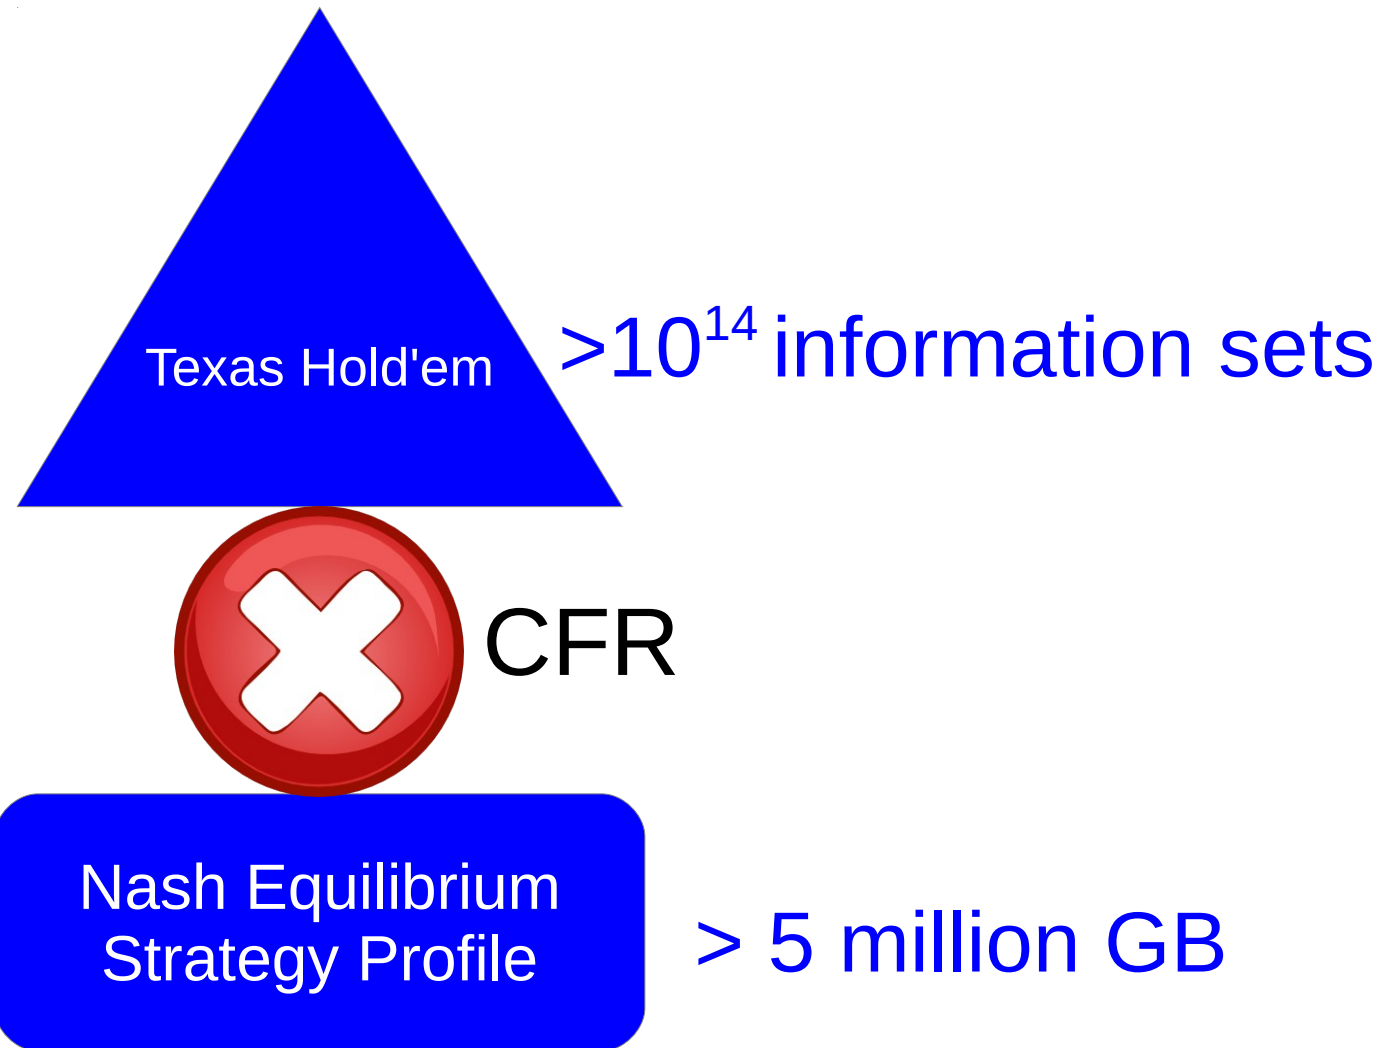 Texas Hold'em
>10¹⁴ information sets
CFR
Nash Equilibrium
Strategy Profile
> 5 million GB